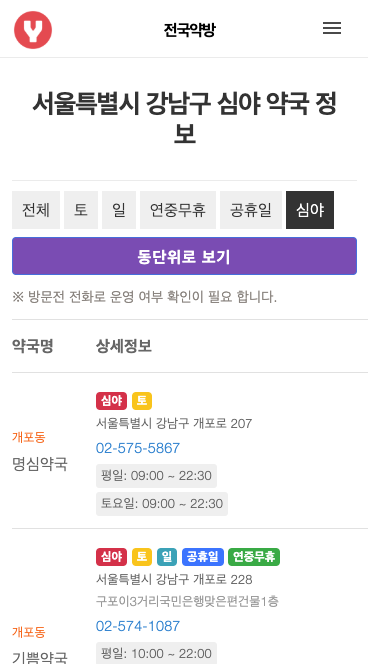 전국약방
서울특별시 강남구 심야 약국 정
보
전체 토 일 연중무휴 공휴일 심야
동단위로 보기
※ 방문전 전화로 운영 여부 확인이 필요 합니다.
약국명 상세정보
심야 토
서울특별시 강남구 개포로 207
개포동
명심약국
02-575-5867
평일: 09:00 ~ 22:30
토요일: 09:00 ~ 22:30
심야 토 일 공휴일 연중무휴
서울특별시 강남구 개포로 228
구포이3거리국민은행맞은편건물1층
개포동
기쁨약국
02-574-1087
평일: 10:00 ~ 22:00